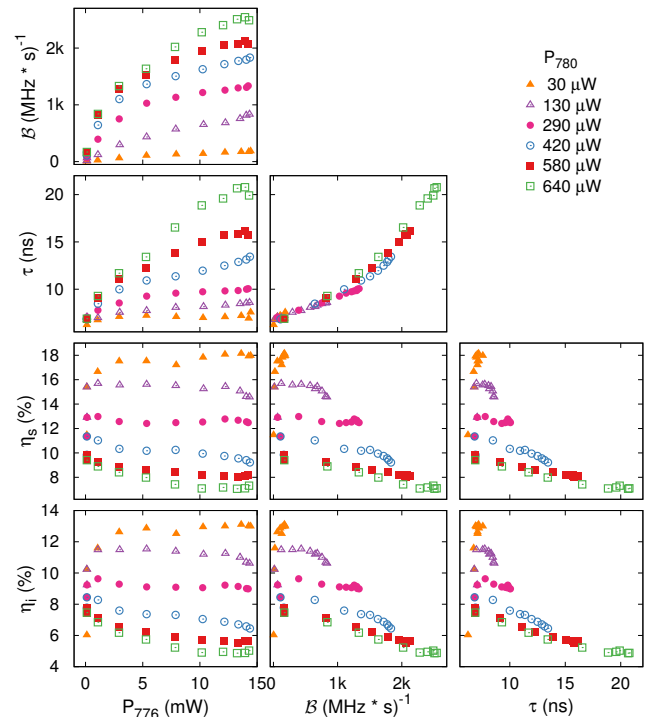 2k
1k
0
ℬ (MHz * s)⁻¹
P₇₈₀
30 μW
130 μW
290 μW
420 μW
580 μW
640 μW
20
15
10
τ (ns)
18
16
14
12
10
8
ηₛ (%)
14
12
10
8
6
4
ηᵢ (%)
0 5 10 15 0 1k 2k 10 15 20
P₇₇₆ (mW) ℬ (MHz * s)⁻¹ τ (ns)